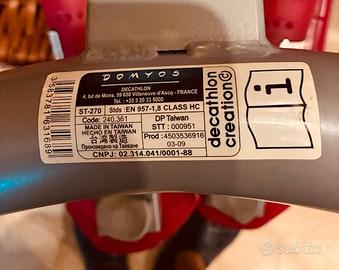 DOMYOS
DECATHLON
4, bd de Mons, 59 650 Villeneuve d'Ascq - FRANCE
Tel. : +33 3 20 33 5000
ST-270 Stds : EN 957-1,8 CLASS HC
Code: 240.361 DP Taiwan
MADE IN TAIWAN STT : 000951
HECHO EN TAIWAN Prod : 4503536916
台湾製造 03-09
Произведено на Тайване
CNPJ: 02.314.041/0001-88
decathlon
creation©
i
3583787631689
subito